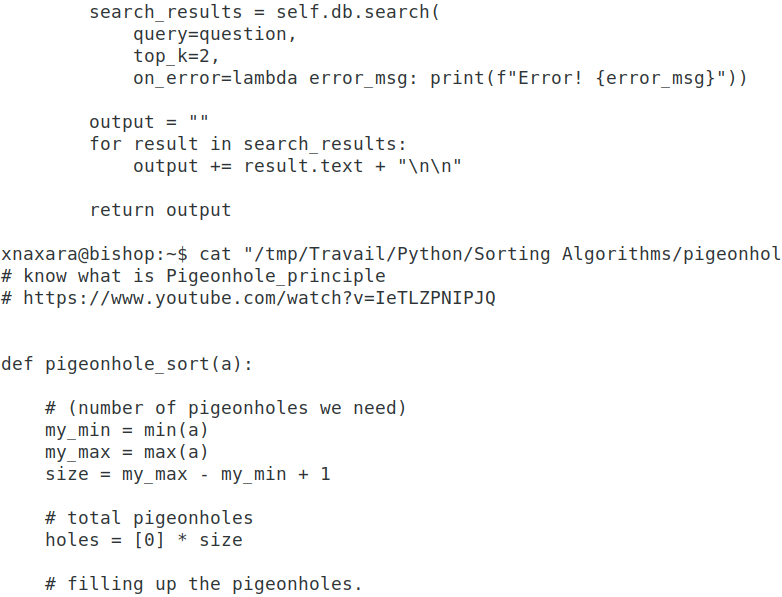 search_results = self.db.search(
            query=question,
            top_k=2,
            on_error=lambda error_msg: print(f"Error! {error_msg}"))

        output = ""
        for result in search_results:
            output += result.text + "\n\n"

        return output

xnaxara@bishop:~$ cat "/tmp/Travail/Python/Sorting Algorithms/pigeonhol
# know what is Pigeonhole_principle
# https://www.youtube.com/watch?v=IeTLZPNIPJQ


def pigeonhole_sort(a):

    # (number of pigeonholes we need)
    my_min = min(a)
    my_max = max(a)
    size = my_max - my_min + 1

    # total pigeonholes
    holes = [0] * size

    # filling up the pigeonholes.